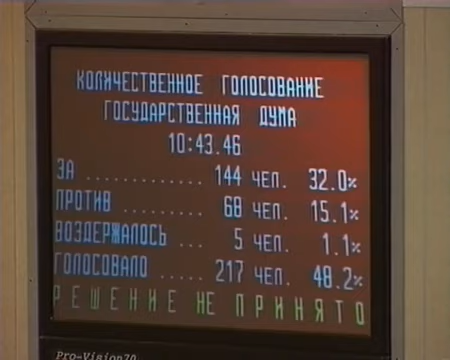 КОЛИЧЕСТВЕННОЕ ГОЛОСОВАНИЕ
ГОСУДАРСТВЕННАЯ ДУМА
10:43.46
ЗА ............. 144 ЧЕЛ. 32.0%
ПРОТИВ ......... 68 ЧЕЛ. 15.1%
ВОЗДЕРЖАЛОСЬ ... 5 ЧЕЛ. 1.1%
ГОЛОСОВАЛО ..... 217 ЧЕЛ. 48.2%
РЕШЕНИЕ НЕ ПРИНЯТО
Pro-Vision70